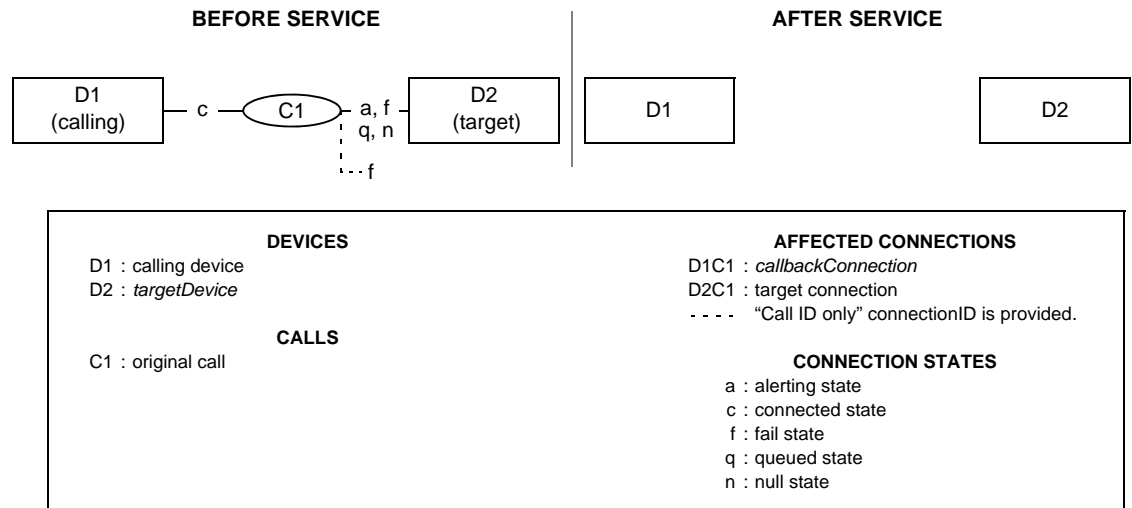 BEFORE SERVICE
AFTER SERVICE
D1
(calling)
c
C1
a, f
q, n
f
D2
(target)
D1
D2
DEVICES
D1 : calling device
D2 : targetDevice
CALLS
C1 : original call
AFFECTED CONNECTIONS
D1C1 : callbackConnection
D2C1 : target connection
- - - - “Call ID only” connectionID is provided.
CONNECTION STATES
a : alerting state
c : connected state
f : fail state
q : queued state
n : null state